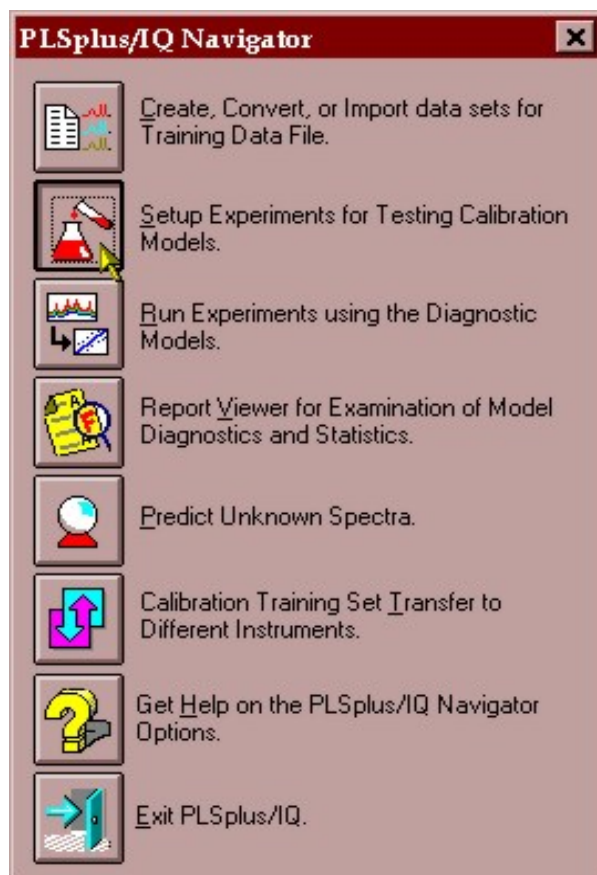 PLSplus/IQ Navigator
Create, Convert, or Import data sets for
Training Data File.
Setup Experiments for Testing Calibration
Models.
Run Experiments using the Diagnostic
Models.
Report Viewer for Examination of Model
Diagnostics and Statistics.
Predict Unknown Spectra.
Calibration Training Set Transfer to
Different Instruments.
Get Help on the PLSplus/IQ Navigator
Options.
Exit PLSplus/IQ.